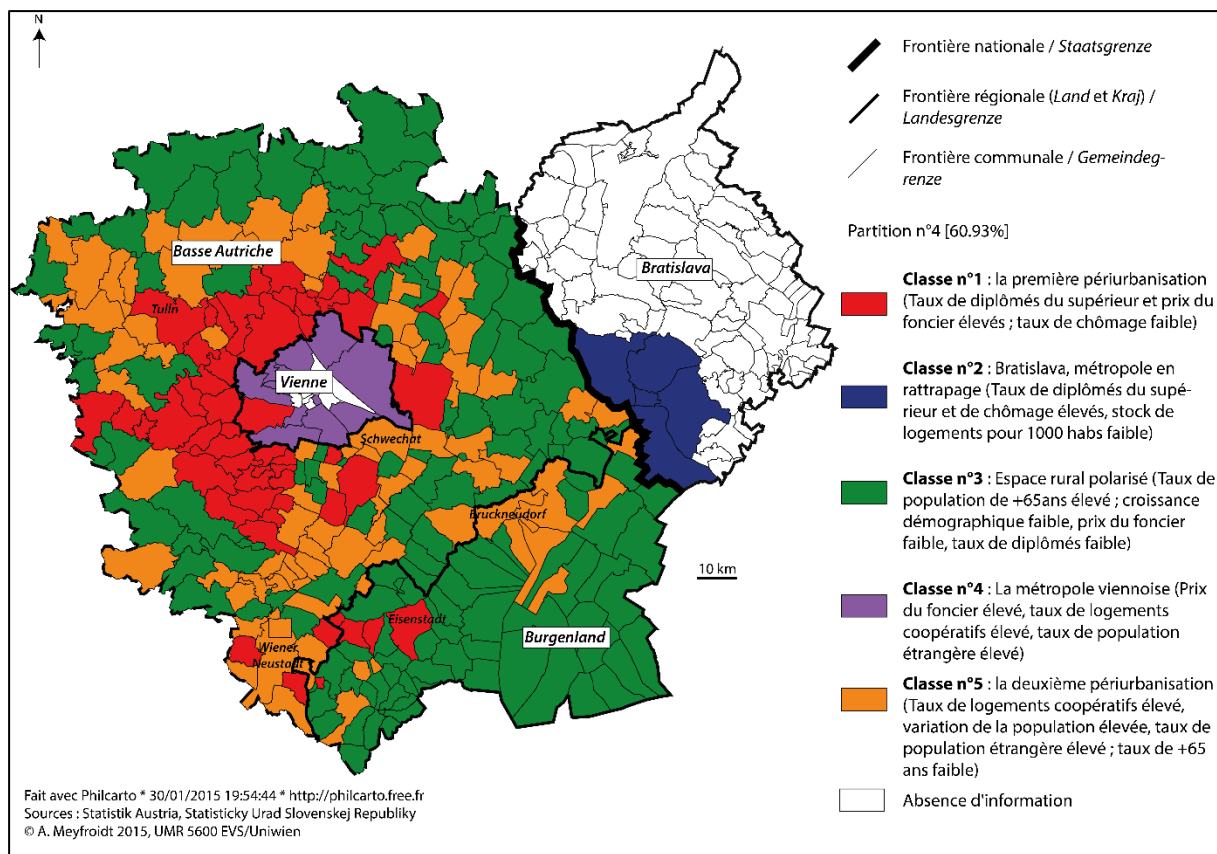 N
Basse Autriche
Tulln
Vienne
Schwechat
Bruckneudorf
Eisenstadt
Wiener
Neustadt
Burgenland
Bratislava
10 km
Frontière nationale / Staatsgrenze
Frontière régionale (Land et Kraj) /
Landesgrenze
Frontière communale / Gemeindeg-
renze
Partition n°4 [60.93%]
Classe n°1 : la première périurbanisation
(Taux de diplômés du supérieur et prix du
foncier élevés ; taux de chômage faible)
Classe n°2 : Bratislava, métropole en
rattrapage (Taux de diplômés du supé-
rieur et de chômage élevés, stock de
logements pour 1000 habs faible)
Classe n°3 : Espace rural polarisé (Taux de
population de +65ans élevé ; croissance
démographique faible, prix du foncier
faible, taux de diplômés faible)
Classe n°4 : La métropole viennoise (Prix
du foncier élevé, taux de logements
coopératifs élevé, taux de population
étrangère élevé)
Classe n°5 : la deuxième périurbanisation
(Taux de logements coopératifs élevé,
variation de la population élevée, taux de
population étrangère élevé ; taux de +65
ans faible)
Absence d'information
Fait avec Philcarto * 30/01/2015 19:54:44 * http://philcarto.free.fr
Sources : Statistik Austria, Statisticky Urad Slovenskej Republiky
© A. Meyfroidt 2015, UMR 5600 EVS/Uniwien